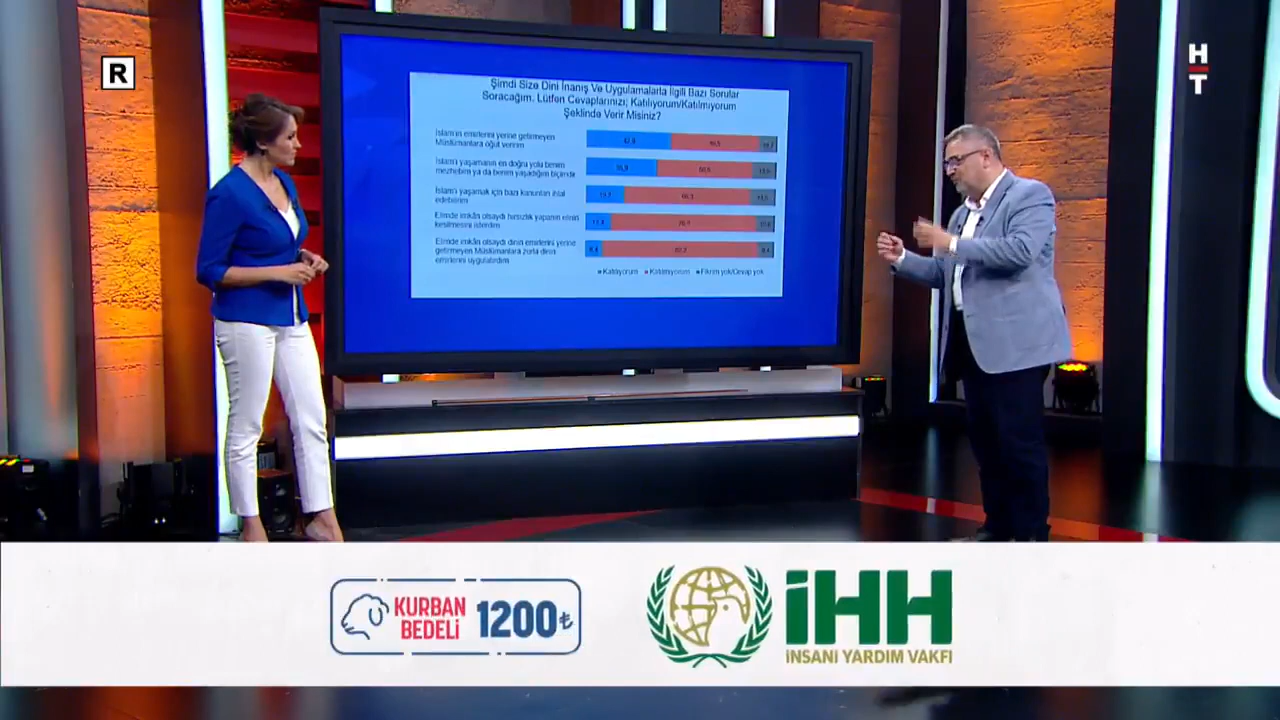 R
H
T
Şimdi Size Dini İnanış Ve Uygulamalarla İlgili Bazı Sorular
Soracağım. Lütfen Cevaplarınızı; Katılıyorum/Katılmıyorum
Şeklinde Verir Misiniz?
İslam'ın emirlerini yerine getirmeyen
Müslümanlara öğüt veririm
İslam'ı yaşamanın en doğru yolu benim
mezhebim ya da benim yaşadığım biçimdir
İslam'ı yaşamak için bazı kanunları ihlal
edebilirim
Elimde imkân olsaydı hırsızlık yapanın elinin
kesilmesini isterdim
Elimde imkân olsaydı dinin emirlerini yerine
getirmeyen Müslümanlara zorla dinin
emirlerini uygulatırdım
Katılıyorum Katılmıyorum Fikrim yok/Cevap yok
KURBAN
BEDELİ
1200₺
İHH
İNSANİ YARDIM VAKFI